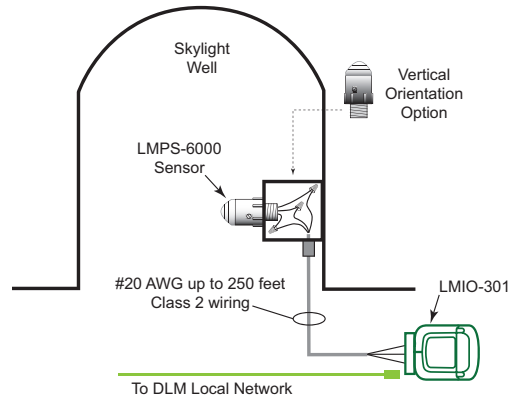 Skylight
Well
Vertical
Orientation
Option
LMPS-6000
Sensor
#20 AWG up to 250 feet
Class 2 wiring
LMIO-301
To DLM Local Network